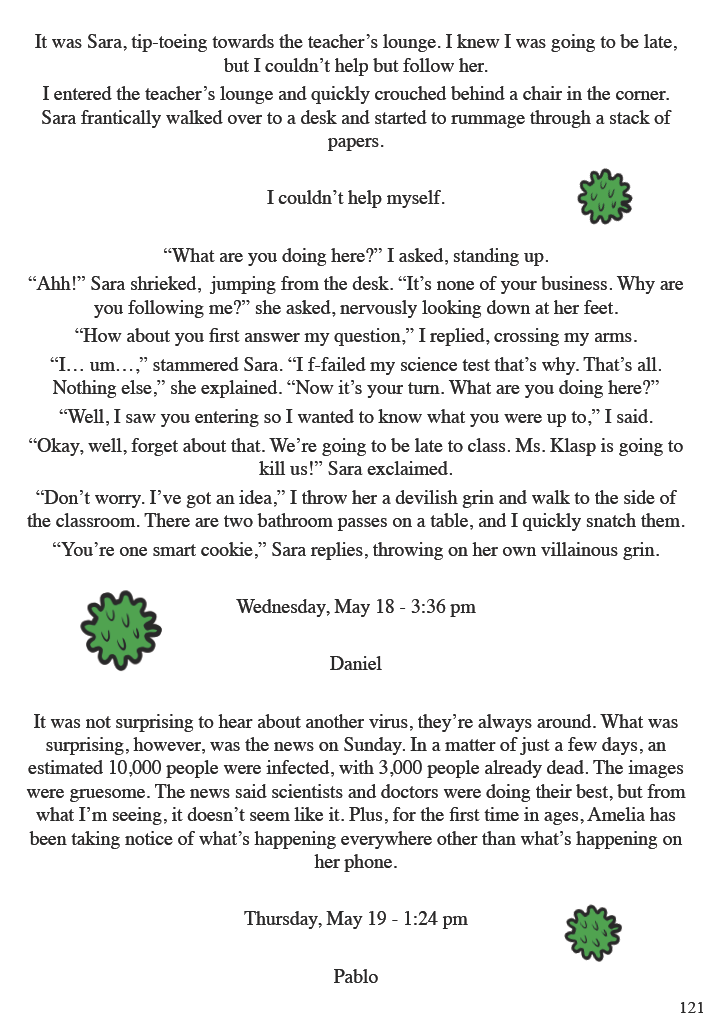 It was Sara, tip-toeing towards the teacher’s lounge. I knew I was going to be late,
but I couldn’t help but follow her.
I entered the teacher’s lounge and quickly crouched behind a chair in the corner.
Sara frantically walked over to a desk and started to rummage through a stack of
papers.
I couldn’t help myself.
“What are you doing here?” I asked, standing up.
“Ahh!” Sara shrieked,  jumping from the desk. “It’s none of your business. Why are
you following me?” she asked, nervously looking down at her feet.
“How about you first answer my question,” I replied, crossing my arms.
“I… um…,” stammered Sara. “I f-failed my science test that’s why. That’s all.
Nothing else,” she explained. “Now it’s your turn. What are you doing here?”
“Well, I saw you entering so I wanted to know what you were up to,” I said.
“Okay, well, forget about that. We’re going to be late to class. Ms. Klasp is going to
kill us!” Sara exclaimed.
“Don’t worry. I’ve got an idea,” I throw her a devilish grin and walk to the side of
the classroom. There are two bathroom passes on a table, and I quickly snatch them.
“You’re one smart cookie,” Sara replies, throwing on her own villainous grin.
Wednesday, May 18 - 3:36 pm
Daniel
It was not surprising to hear about another virus, they’re always around. What was
surprising, however, was the news on Sunday. In a matter of just a few days, an
estimated 10,000 people were infected, with 3,000 people already dead. The images
were gruesome. The news said scientists and doctors were doing their best, but from
what I’m seeing, it doesn’t seem like it. Plus, for the first time in ages, Amelia has
been taking notice of what’s happening everywhere other than what’s happening on
her phone.
Thursday, May 19 - 1:24 pm
Pablo
121